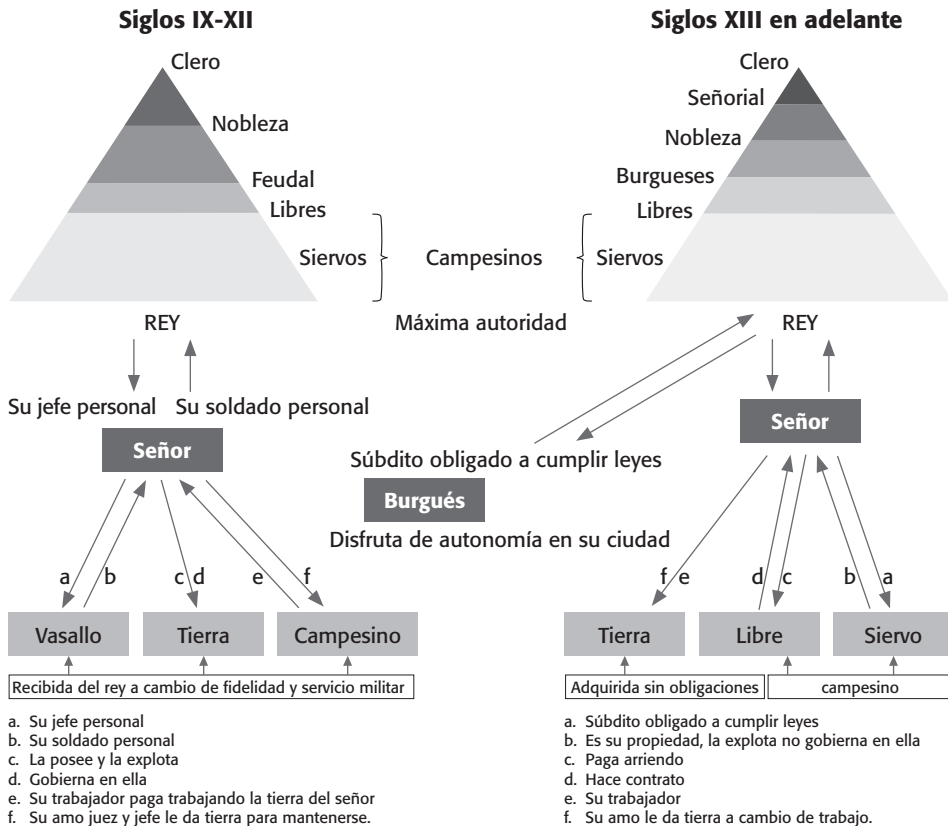 Siglos IX-XII
Clero
Nobleza
Feudal
Libres
Siervos
Campesinos
Siglos XIII en adelante
Clero
Señorial
Nobleza
Burgueses
Libres
Siervos
REY
Máxima autoridad
REY
Su jefe personal
Su soldado personal
Señor
Súbdito obligado a cumplir leyes
Burgués
Disfruta de autonomía en su ciudad
Señor
a
b
c
d
e
f
Vasallo
Tierra
Campesino
Recibida del rey a cambio de fidelidad y servicio militar
a. Su jefe personal
b. Su soldado personal
c. La posee y la explota
d. Gobierna en ella
e. Su trabajador paga trabajando la tierra del señor
f. Su amo juez y jefe le da tierra para mantenerse.
f
e
d
c
b
a
Tierra
Libre
Siervo
Adquirida sin obligaciones
campesino
a. Súbdito obligado a cumplir leyes
b. Es su propiedad, la explota no gobierna en ella
c. Paga arriendo
d. Hace contrato
e. Su trabajador
f. Su amo le da tierra a cambio de trabajo.